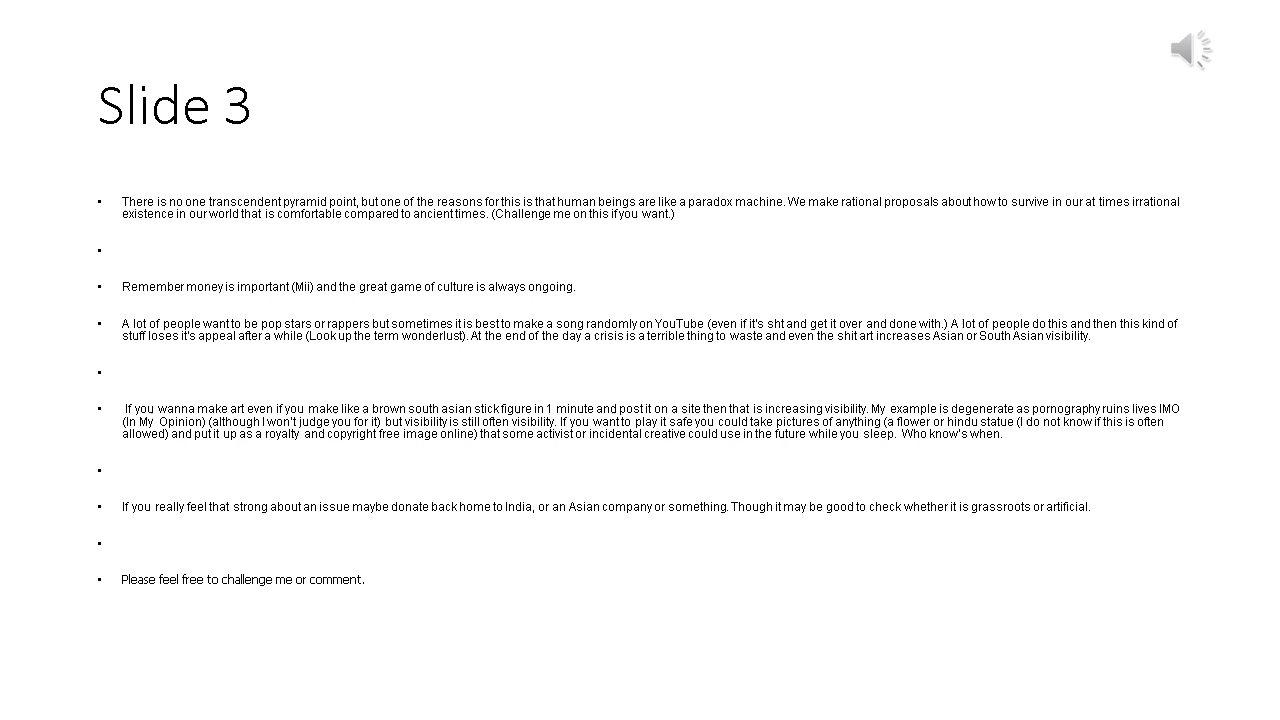 Slide 3
• There is no one transcendent pyramid point, but one of the reasons for this is that human beings are like a paradox machine. We make rational proposals about how to survive in our at times irrational
existence in our world that is comfortable compared to ancient times. (Challenge me on this if you want.)
•
• Remember money is important (Mii) and the great game of culture is always ongoing.
• A lot of people want to be pop stars or rappers but sometimes it is best to make a song randomly on YouTube (even if it's sht and get it over and done with.) A lot of people do this and then this kind of
stuff loses it's appeal after a while (Look up the term wonderlust). At the end of the day a crisis is a terrible thing to waste and even the shit art increases Asian or South Asian visibility.
•
• If you wanna make art even if you make like a brown south asian stick figure in 1 minute and post it on a site then that is increasing visibility. My example is degenerate as pornography ruins lives IMO
(In My Opinion) (although I won't judge you for it) but visibility is still often visibility. If you want to play it safe you could take pictures of anything (a flower or hindu statue (I do not know if this is often
allowed) and put it up as a royalty and copyright free image online) that some activist or incidental creative could use in the future while you sleep. Who know's when.
•
• If you really feel that strong about an issue maybe donate back home to India, or an Asian company or something. Though it may be good to check whether it is grassroots or artificial.
•
• Please feel free to challenge me or comment.